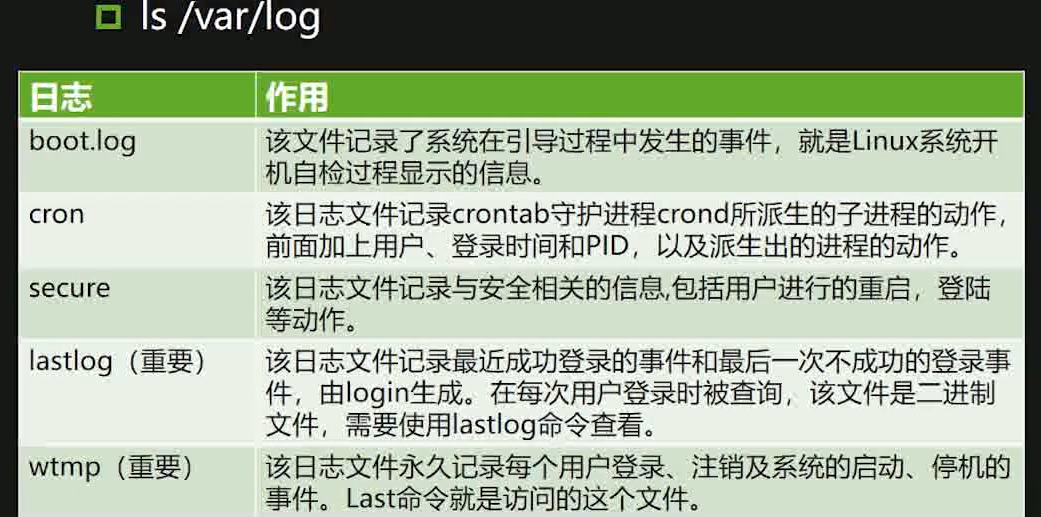 ls /var/log
日志 作用
boot.log 该文件记录了系统在引导过程中发生的事件，就是Linux系统开
机自检过程显示的信息。
cron 该日志文件记录crontab守护进程crond所派生的子进程的动作，
前面加上用户、登录时间和PID，以及派生出的进程的动作。
secure 该日志文件记录与安全相关的信息,包括用户进行的重启，登陆
等动作。
lastlog（重要） 该日志文件记录最近成功登录的事件和最后一次不成功的登录事
件，由login生成。在每次用户登录时被查询，该文件是二进制
文件，需要使用lastlog命令查看。
wtmp（重要） 该日志文件永久记录每个用户登录、注销及系统的启动、停机的
事件。Last命令就是访问的这个文件。